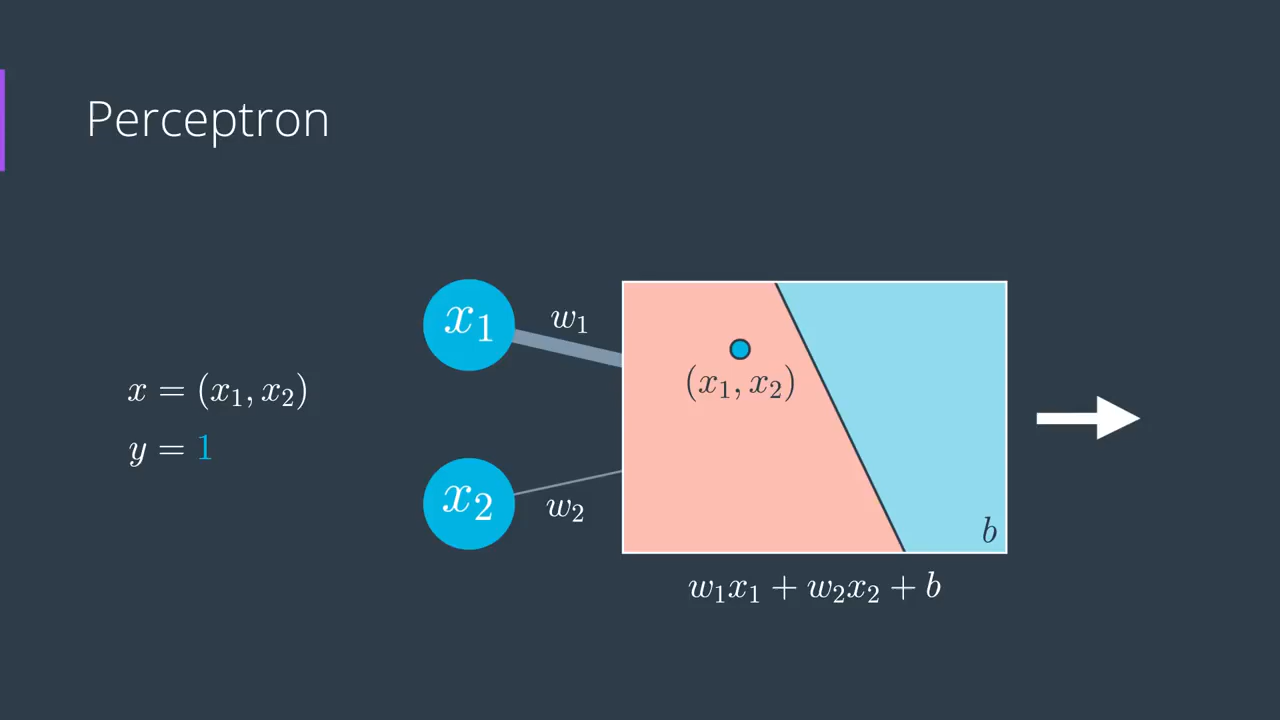 Perceptron
x = (x₁, x₂)
y = 1
x₁
w₁
x₂
w₂
(x₁, x₂)
b
w₁x₁ + w₂x₂ + b